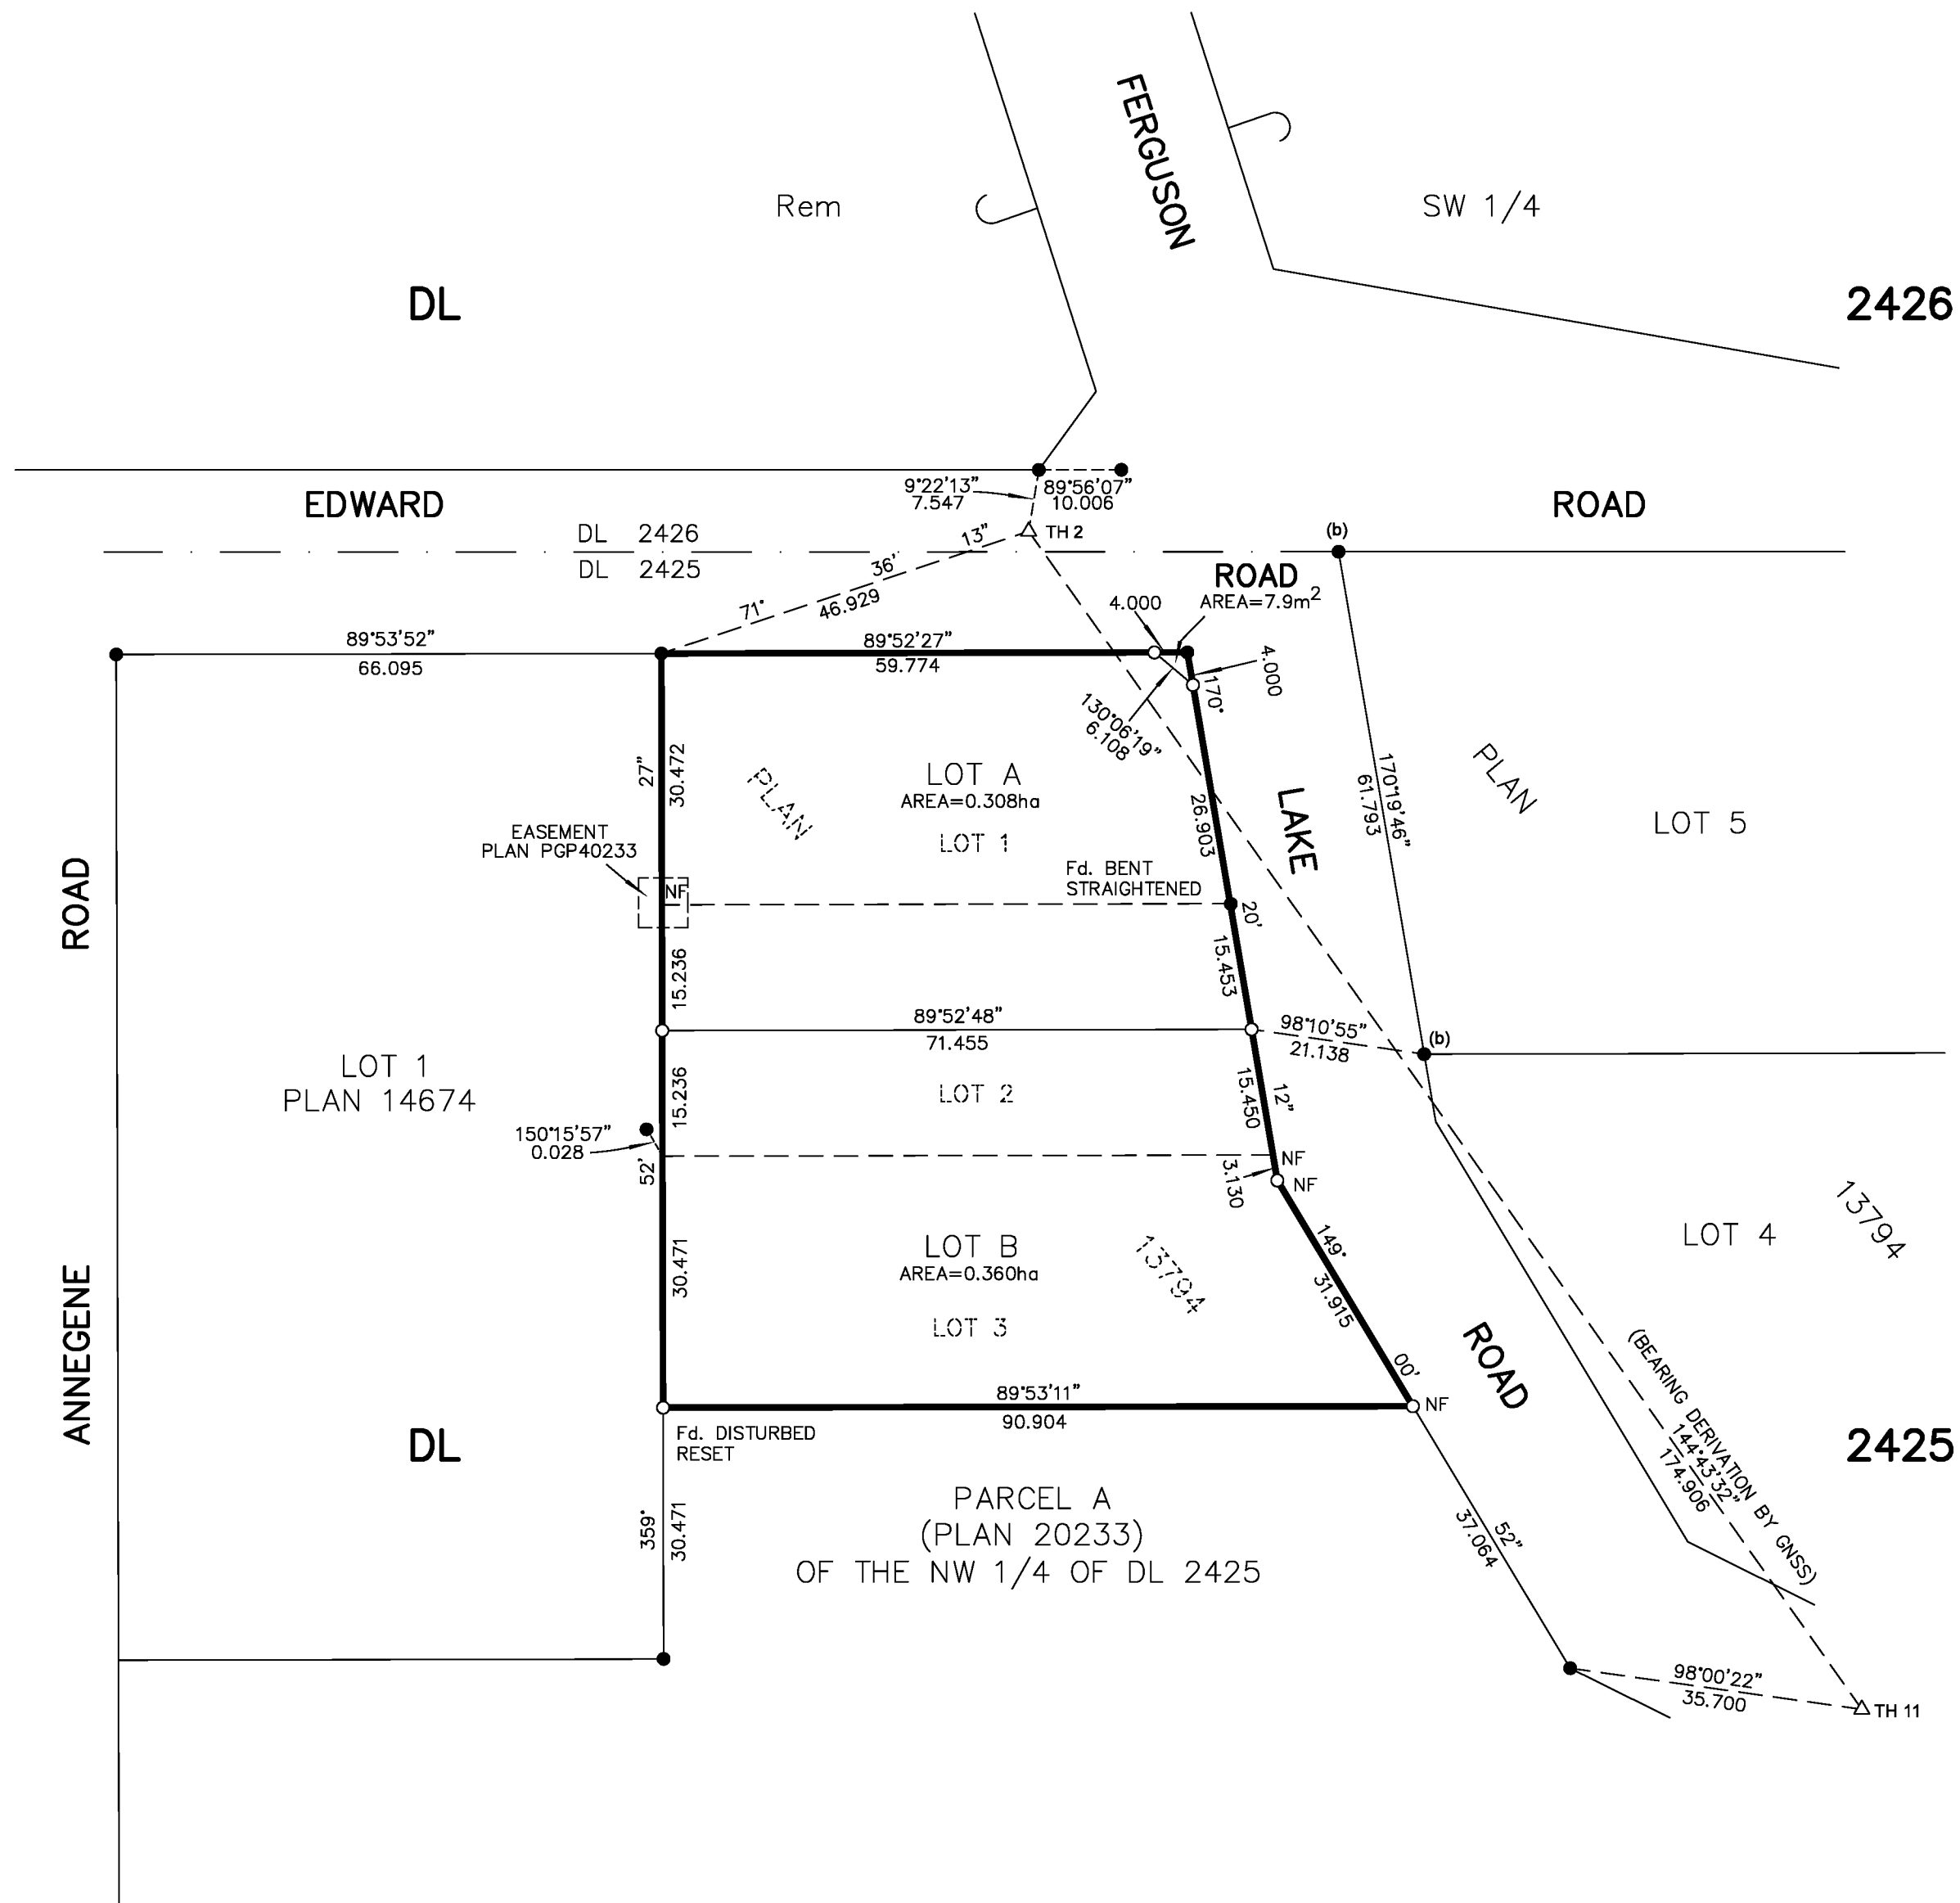 FERGUSON
Rem
SW 1/4
DL
2426
9°22'13"
7.547
89°56'07"
10.006
EDWARD
ROAD
DL 2426
13"
TH 2
(b)
DL 2425
36'
71°
46.929
ROAD
AREA=7.9m2
4.000
89°53'52"
66.095
89°52'27"
59.774
4.000
170°
130°06'19"
6.108
27"
30.472
PLAN
LOT A
AREA=0.308ha
LOT 1
26.903
LAKE
170°19'46"
61.793
PLAN
LOT 5
EASEMENT
PLAN PGP40233
NF
Fd. BENT
STRAIGHTENED
20'
ROAD
15.236
15.453
89°52'48"
71.455
98°10'55"
21.138
(b)
LOT 1
PLAN 14674
15.236
LOT 2
15.450
12"
150°15'57"
0.028
52'
NF
3.130
NF
LOT B
AREA=0.360ha
30.471
13794
LOT 3
149°
31.915
00'
LOT 4
13794
ANNEGENE
ROAD
89°53'11"
90.904
NF
Fd. DISTURBED
RESET
DL
2425
(BEARING DERIVATION BY GNSS)
144°43'32"
174.906
359°
30.471
PARCEL A
(PLAN 20233)
OF THE NW 1/4 OF DL 2425
52"
37.064
98°00'22"
35.700
TH 11